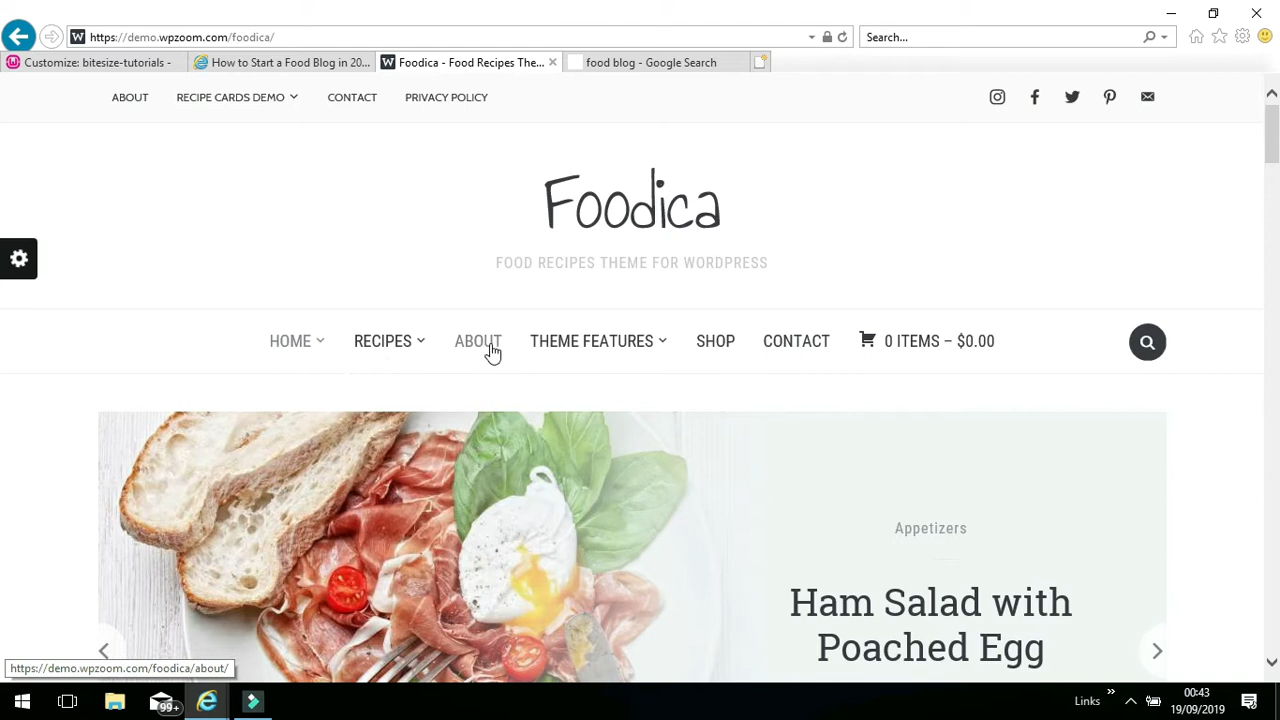 https://demo.wpzoom.com/foodica/
Search...
Customize: bitesize-tutorials -
How to Start a Food Blog in 20...
Foodica - Food Recipes The...
food blog - Google Search
ABOUT
RECIPE CARDS DEMO
CONTACT
PRIVACY POLICY
Foodica
FOOD RECIPES THEME FOR WORDPRESS
HOME
RECIPES
ABOUT
THEME FEATURES
SHOP
CONTACT
0 ITEMS – $0.00
Appetizers
Ham Salad with
Poached Egg
https://demo.wpzoom.com/foodica/about/
99+
Links
00:43
19/09/2019